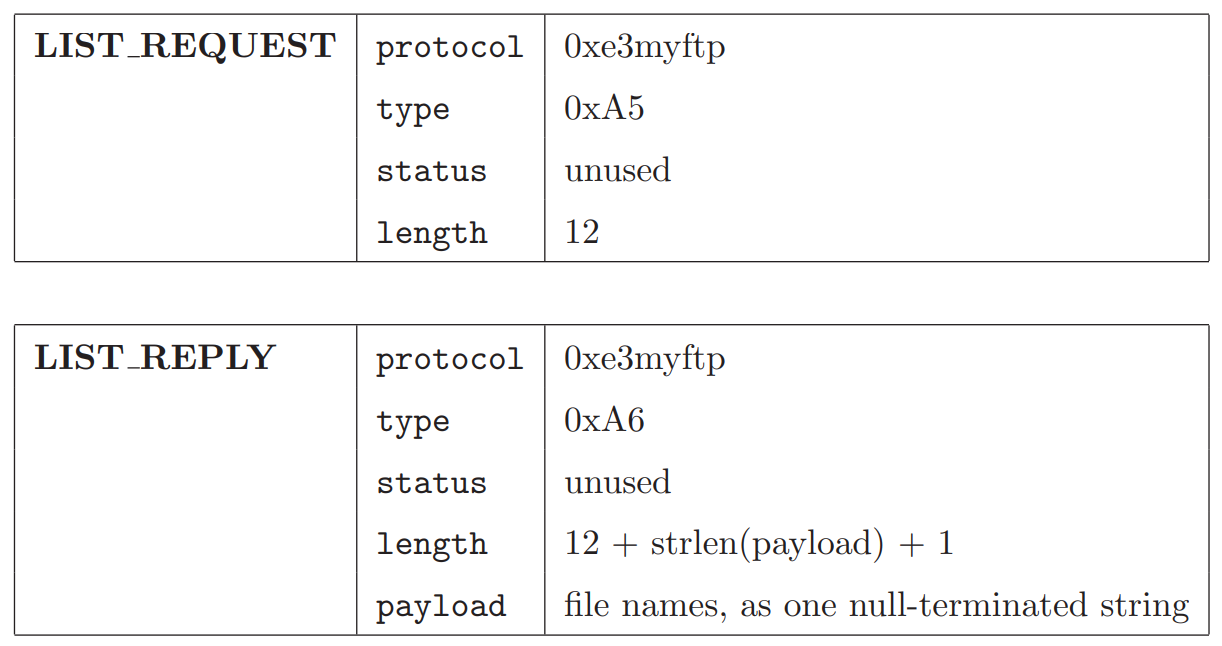 LIST_REQUEST protocol 0xe3myftp
type 0xA5
status unused
length 12
LIST_REPLY protocol 0xe3myftp
type 0xA6
status unused
length 12 + strlen(payload) + 1
payload file names, as one null-terminated string